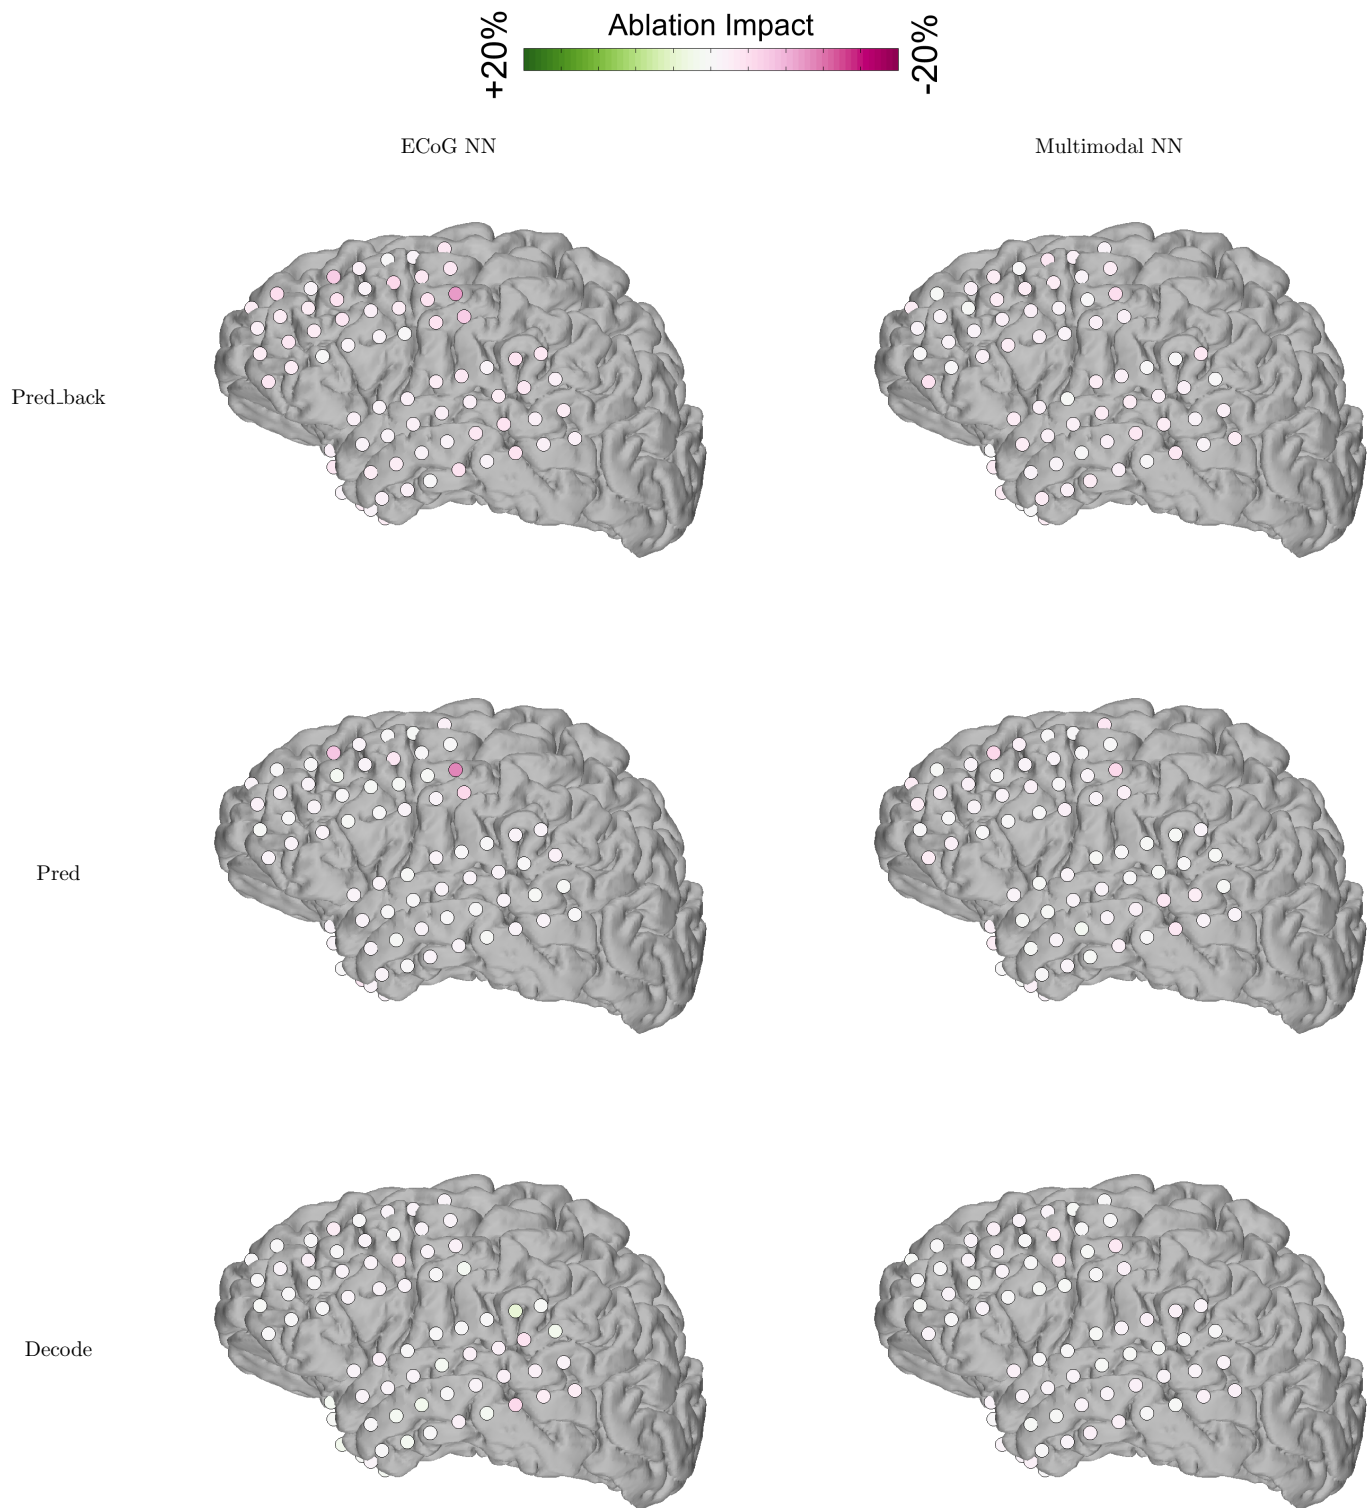 Ablation Impact
+20%
-20%
ECoG NN
Multimodal NN
Pred_back
Pred
Decode